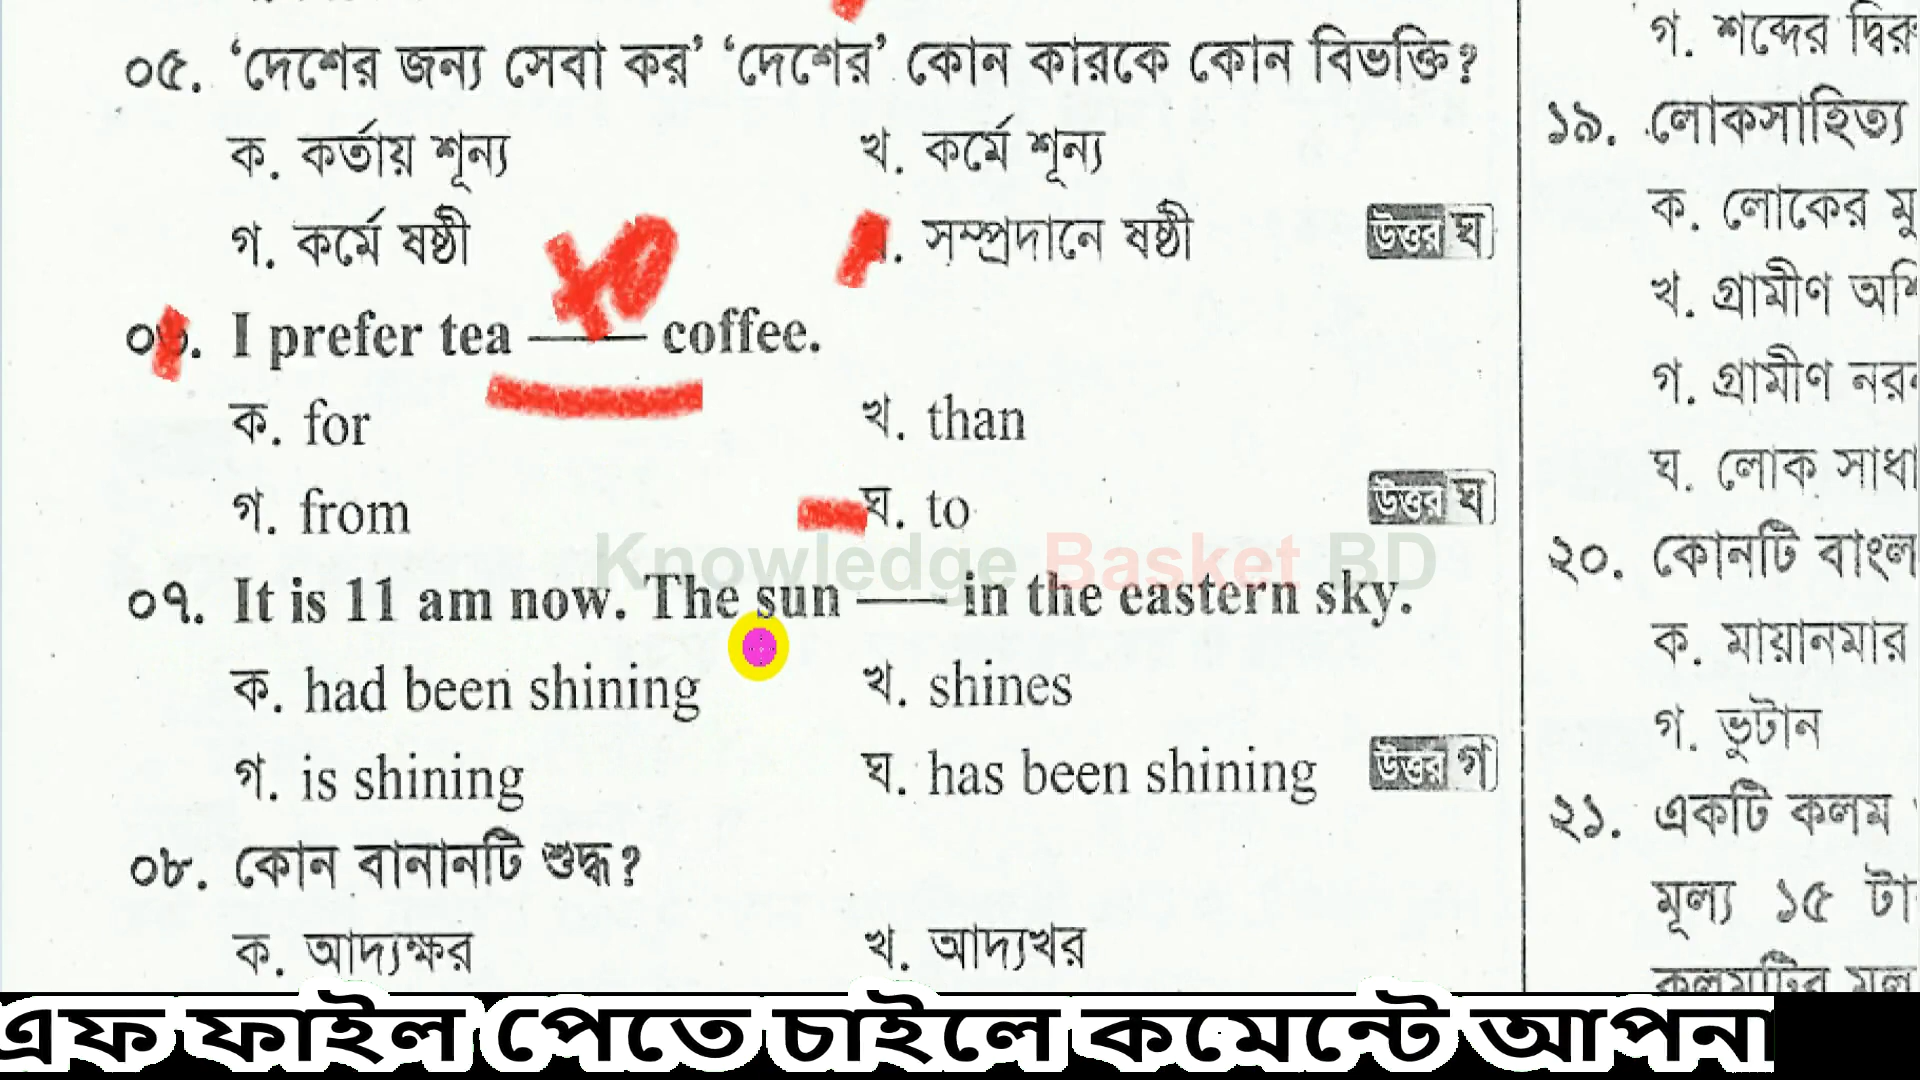 ০৫. ‘দেশের জন্য সেবা কর’ ‘দেশের’ কোন কারকে কোন বিভক্তি?
ক. কর্তায় শূন্য খ. কর্মে শূন্য
গ. কর্মে ষষ্ঠী . সম্প্রদানে ষষ্ঠী উত্তর ঘ
to
০৬. I prefer tea —— coffee.
ক. for খ. than
গ. from ঘ. to উত্তর ঘ
Knowledge Basket BD
০৭. It is 11 am now. The sun —— in the eastern sky.
ক. had been shining খ. shines
গ. is shining ঘ. has been shining উত্তর গ
০৮. কোন বানানটি শুদ্ধ?
ক. আদ্যক্ষর খ. আদ্যখর
গ. শব্দের
১৯. লোকসাহিত্য
ক. লোকের
খ. গ্রামীণ
গ. গ্রামীণ
ঘ. লোক
২০. কোনটি
ক. মায়ানমার
গ. ভুটান
২১. একটি কলম
মূল্য ১৫
এফ ফাইল পেতে চাইলে কমেন্টে আপনা